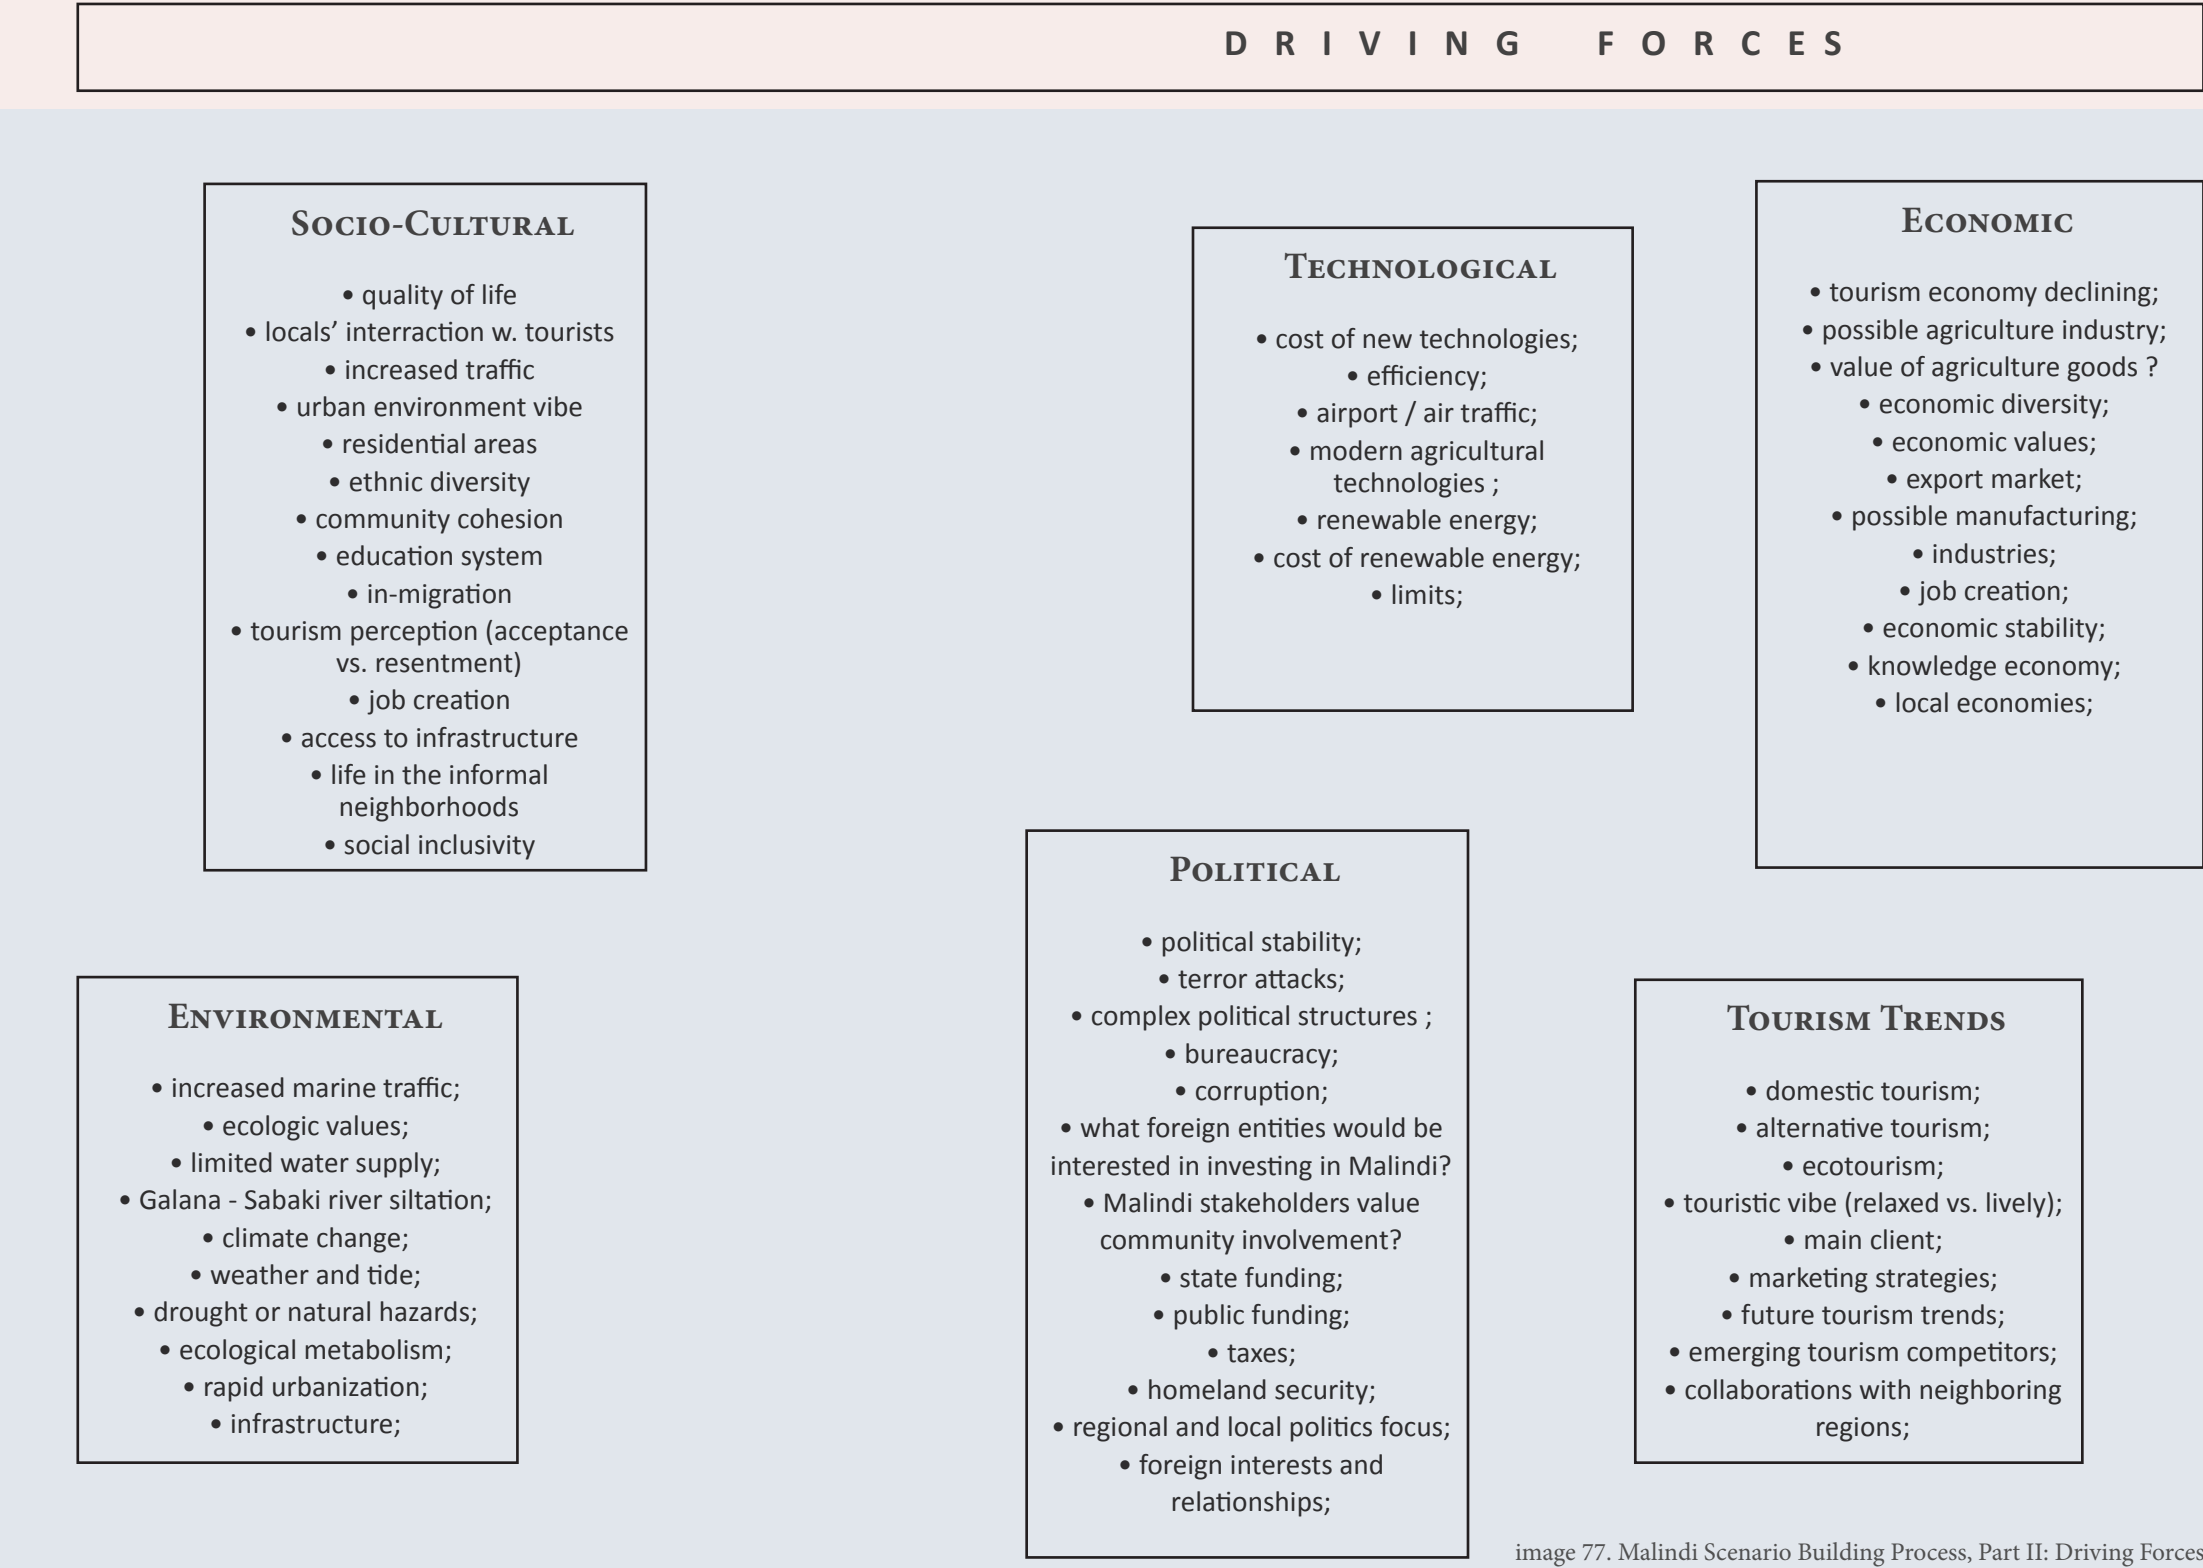 DRIVING FORCES
Socio-Cultural
• quality of life
• locals’ interraction w. tourists
• increased traffic
• urban environment vibe
• residential areas
• ethnic diversity
• community cohesion
• education system
• in-migration
• tourism perception (acceptance
vs. resentment)
• job creation
• access to infrastructure
• life in the informal
neighborhoods
• social inclusivity
Technological
• cost of new technologies;
• efficiency;
• airport / air traffic;
• modern agricultural
technologies ;
• renewable energy;
• cost of renewable energy;
• limits;
Economic
• tourism economy declining;
• possible agriculture industry;
• value of agriculture goods ?
• economic diversity;
• economic values;
• export market;
• possible manufacturing;
• industries;
• job creation;
• economic stability;
• knowledge economy;
• local economies;
Environmental
• increased marine traffic;
• ecologic values;
• limited water supply;
• Galana - Sabaki river siltation;
• climate change;
• weather and tide;
• drought or natural hazards;
• ecological metabolism;
• rapid urbanization;
• infrastructure;
Political
• political stability;
• terror attacks;
• complex political structures ;
• bureaucracy;
• corruption;
• what foreign entities would be
interested in investing in Malindi?
• Malindi stakeholders value
community involvement?
• state funding;
• public funding;
• taxes;
• homeland security;
• regional and local politics focus;
• foreign interests and
relationships;
Tourism Trends
• domestic tourism;
• alternative tourism;
• ecotourism;
• touristic vibe (relaxed vs. lively);
• main client;
• marketing strategies;
• future tourism trends;
• emerging tourism competitors;
• collaborations with neighboring
regions;
image 77. Malindi Scenario Building Process, Part II: Driving Forces